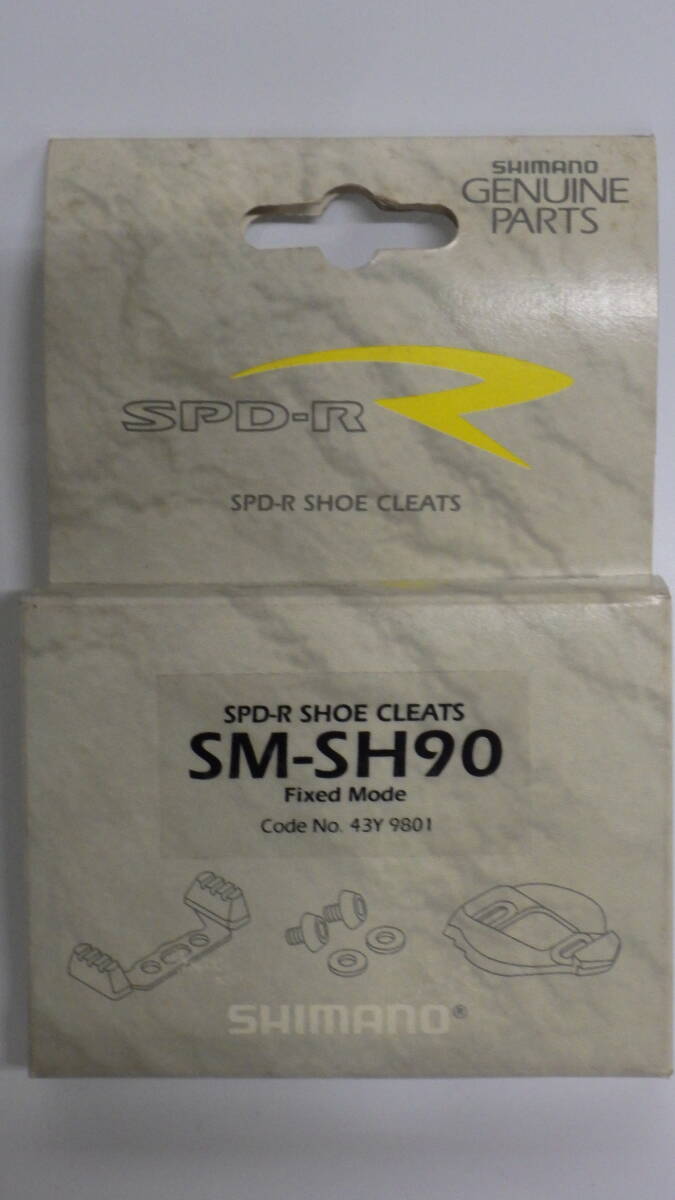 SHIMANO
GENUINE
PARTS
SPD-R
SPD-R SHOE CLEATS
SPD-R SHOE CLEATS
SM-SH90
Fixed Mode
Code No. 43Y 9801
SHIMANO®